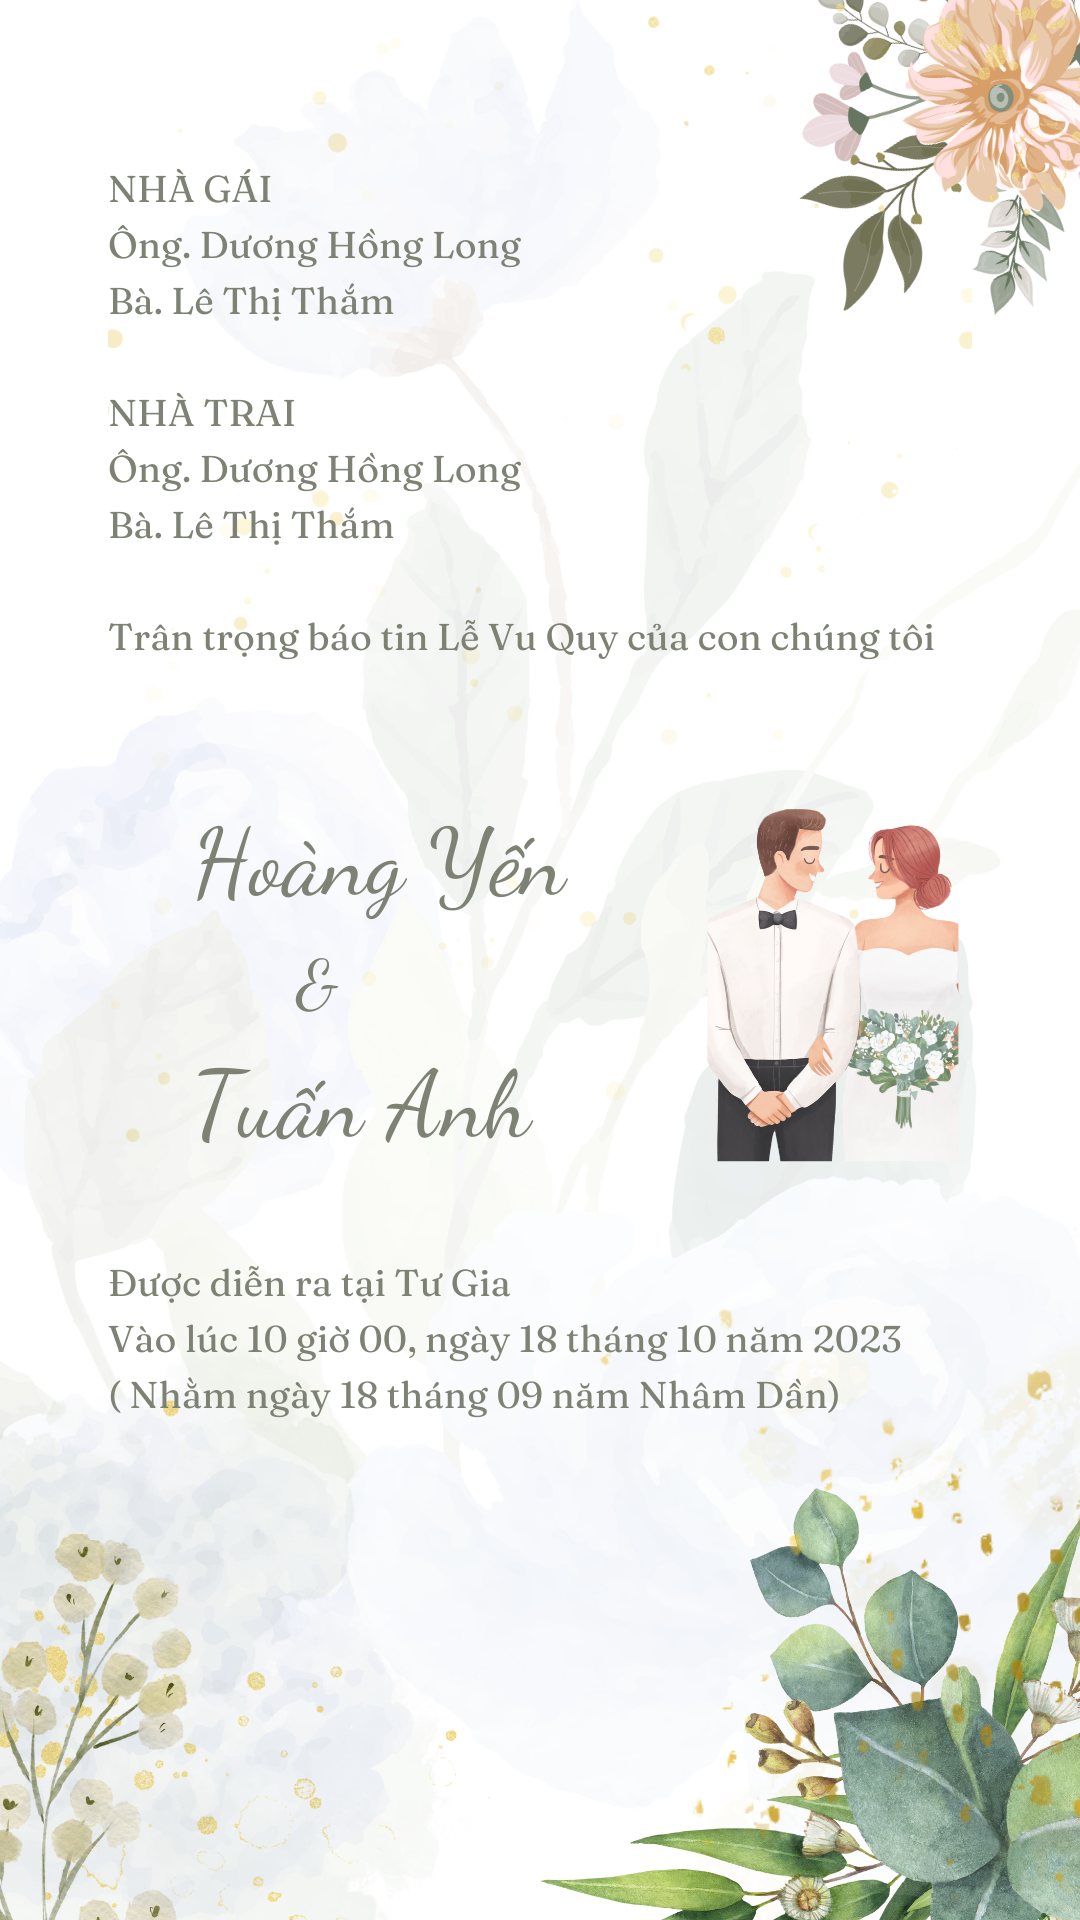 NHÀ GÁI
Ông. Dương Hồng Long
Bà. Lê Thị Thắm
NHÀ TRAI
Ông. Dương Hồng Long
Bà. Lê Thị Thắm
Trân trọng báo tin Lễ Vu Quy của con chúng tôi
Hoàng Yến
&
Tuấn Anh
Được diễn ra tại Tư Gia
Vào lúc 10 giờ 00, ngày 18 tháng 10 năm 2023
( Nhằm ngày 18 tháng 09 năm Nhâm Dần)